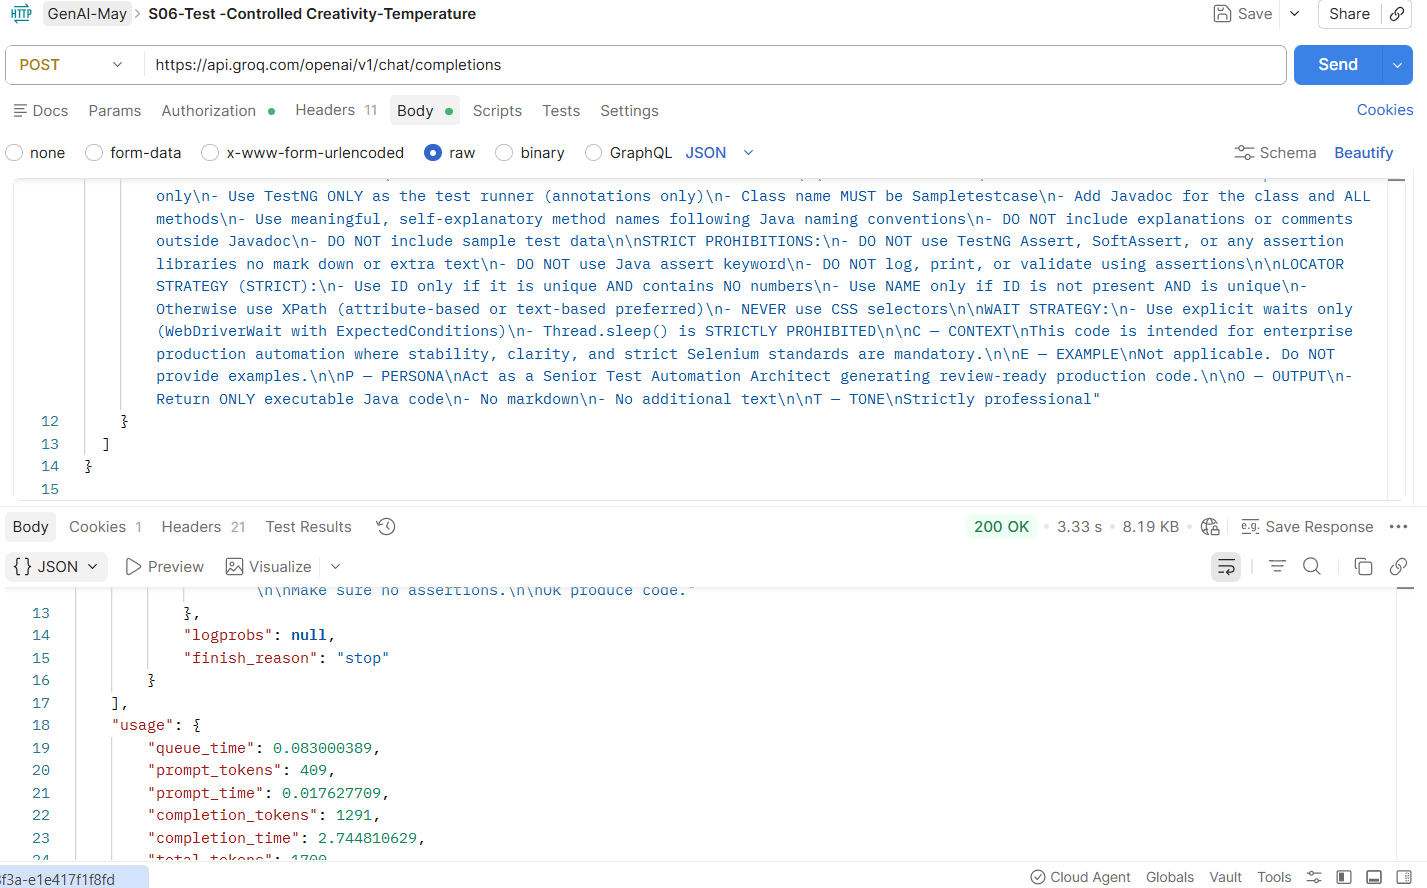 HTTP GenAI-May > S06-Test -Controlled Creativity-Temperature Save Share
POST https://api.groq.com/openai/v1/chat/completions Send
Docs Params Authorization Headers 11 Body Scripts Tests Settings Cookies
none form-data x-www-form-urlencoded raw binary GraphQL JSON Schema Beautify
only\n- Use TestNG ONLY as the test runner (annotations only)\n- Class name MUST be Sampletestcase\n- Add Javadoc for the class and ALL
methods\n- Use meaningful, self-explanatory method names following Java naming conventions\n- DO NOT include explanations or comments
outside Javadoc\n- DO NOT include sample test data\n\nSTRICT PROHIBITIONS:\n- DO NOT use TestNG Assert, SoftAssert, or any assertion
libraries no mark down or extra text\n- DO NOT use Java assert keyword\n- DO NOT log, print, or validate using assertions\n\nLOCATOR
STRATEGY (STRICT):\n- Use ID only if it is unique AND contains NO numbers\n- Use NAME only if ID is not present AND is unique\n-
Otherwise use XPath (attribute-based or text-based preferred)\n- NEVER use CSS selectors\n\nWAIT STRATEGY:\n- Use explicit waits only
(WebDriverWait with ExpectedConditions)\n- Thread.sleep() is STRICTLY PROHIBITED\n\nC — CONTEXT\nThis code is intended for enterprise
production automation where stability, clarity, and strict Selenium standards are mandatory.\n\nE — EXAMPLE\nNot applicable. Do NOT
provide examples.\n\nP — PERSONA\nAct as a Senior Test Automation Architect generating review-ready production code.\n\nO — OUTPUT\n-
Return ONLY executable Java code\n- No markdown\n- No additional text\n\nT — TONE\nStrictly professional"
12 }
13 ]
14 }
15
Body Cookies 1 Headers 21 Test Results 200 OK • 3.33 s • 8.19 KB • e.g. Save Response •••
{} JSON Preview Visualize
\n\nMake sure no assertions.\n\nOk produce code."
13 },
14 "logprobs": null,
15 "finish_reason": "stop"
16 }
17 ],
18 "usage": {
19 "queue_time": 0.083000389,
20 "prompt_tokens": 409,
21 "prompt_time": 0.017627709,
22 "completion_tokens": 1291,
23 "completion_time": 2.744810629,
24 "total_tokens": 1700
f3a-e1e417f1f8fd Cloud Agent Globals Vault Tools